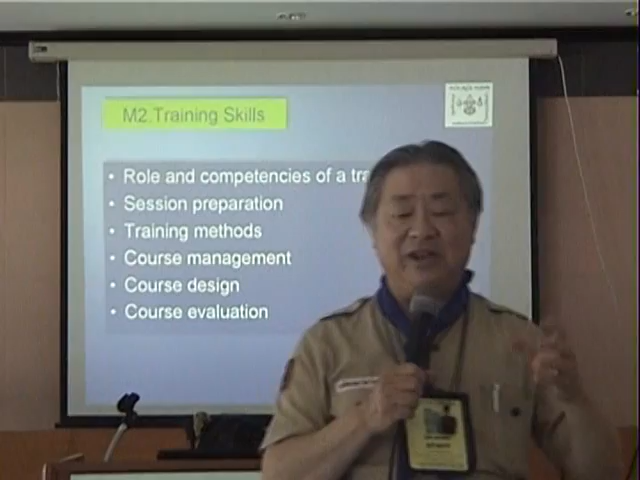 M2 Training Skills
• Role and competencies of a tra
• Session preparation
• Training methods
• Course management
• Course design
• Course evaluation